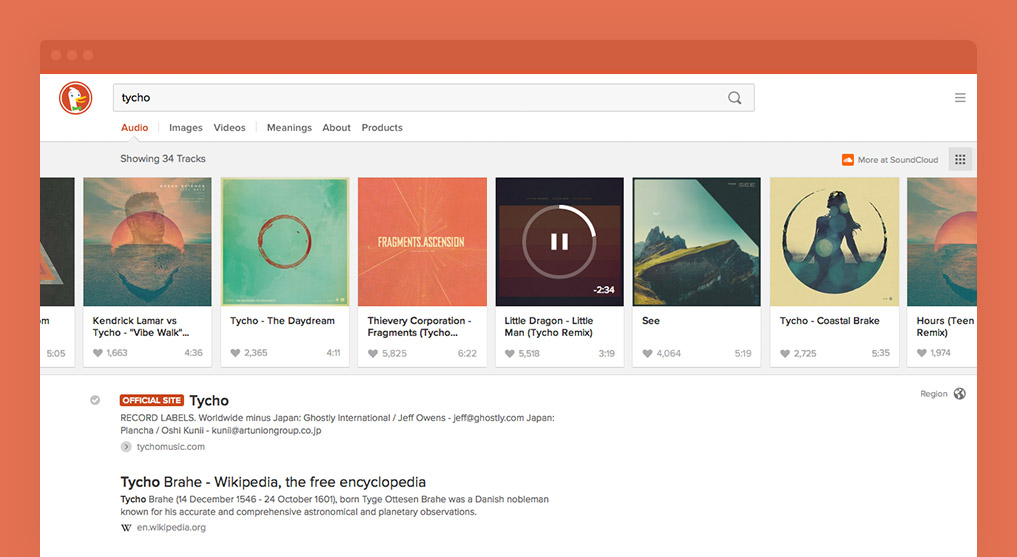 tycho
Audio Images Videos Meanings About Products
Showing 34 Tracks
More at SoundCloud
FRAGMENTS.ASCENSION
SEE
-2:34
om
5:05
Kendrick Lamar vs
Tycho - "Vibe Walk"...
1,663 4:36
Tycho - The Daydream
2,365 4:11
Thievery Corporation -
Fragments (Tycho...
5,825 6:22
Little Dragon - Little
Man (Tycho Remix)
5,518 3:19
See
4,064 5:19
Tycho - Coastal Brake
2,725 5:35
Hours (Teen
Remix)
1,974
Region
OFFICIAL SITE Tycho
RECORD LABELS. Worldwide minus Japan: Ghostly International / Jeff Owens - jeff@ghostly.com Japan:
Plancha / Oshi Kunii - kunii@artuniongroup.co.jp
tychomusic.com
Tycho Brahe - Wikipedia, the free encyclopedia
Tycho Brahe (14 December 1546 - 24 October 1601), born Tyge Ottesen Brahe was a Danish nobleman
known for his accurate and comprehensive astronomical and planetary observations.
W en.wikipedia.org